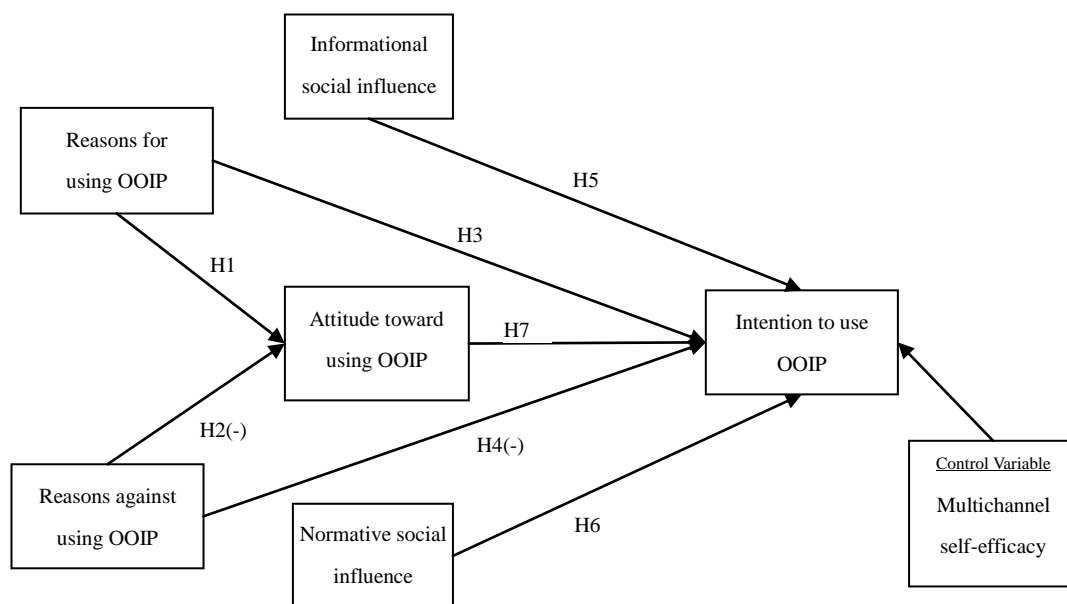 Informational
social influence
Reasons for
using OOIP
H5
H3
H1
Attitude toward
using OOIP
H7
Intention to use
OOIP
H2(-)
H4(-)
Control Variable
Multichannel
self-efficacy
Reasons against
using OOIP
Normative social
influence
H6